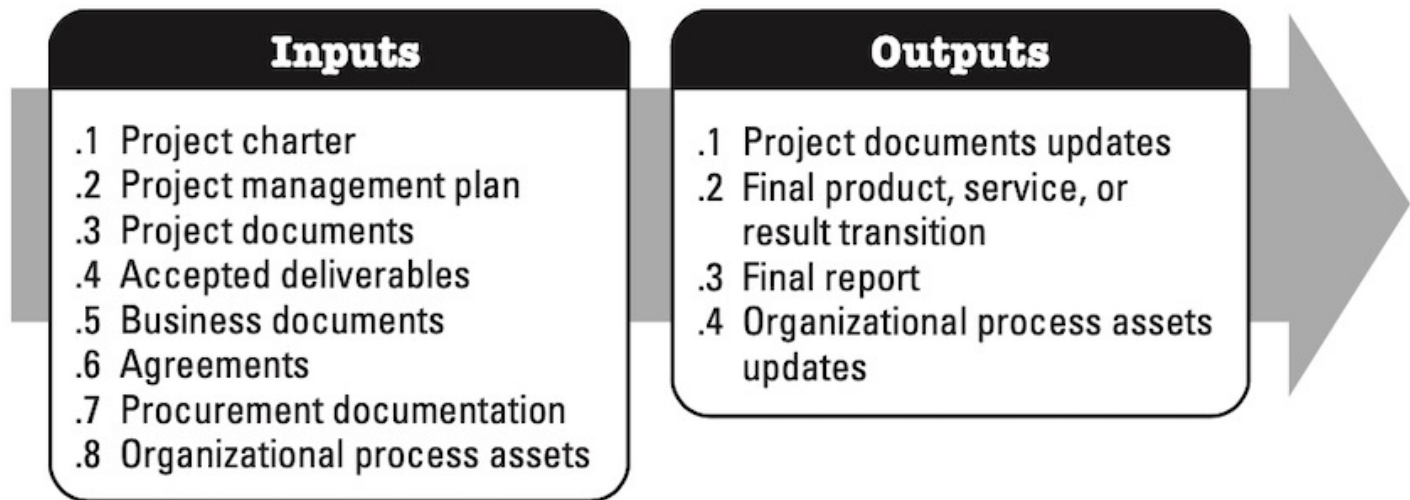 Inputs
.1 Project charter
.2 Project management plan
.3 Project documents
.4 Accepted deliverables
.5 Business documents
.6 Agreements
.7 Procurement documentation
.8 Organizational process assets
Outputs
.1 Project documents updates
.2 Final product, service, or
result transition
.3 Final report
.4 Organizational process assets
updates